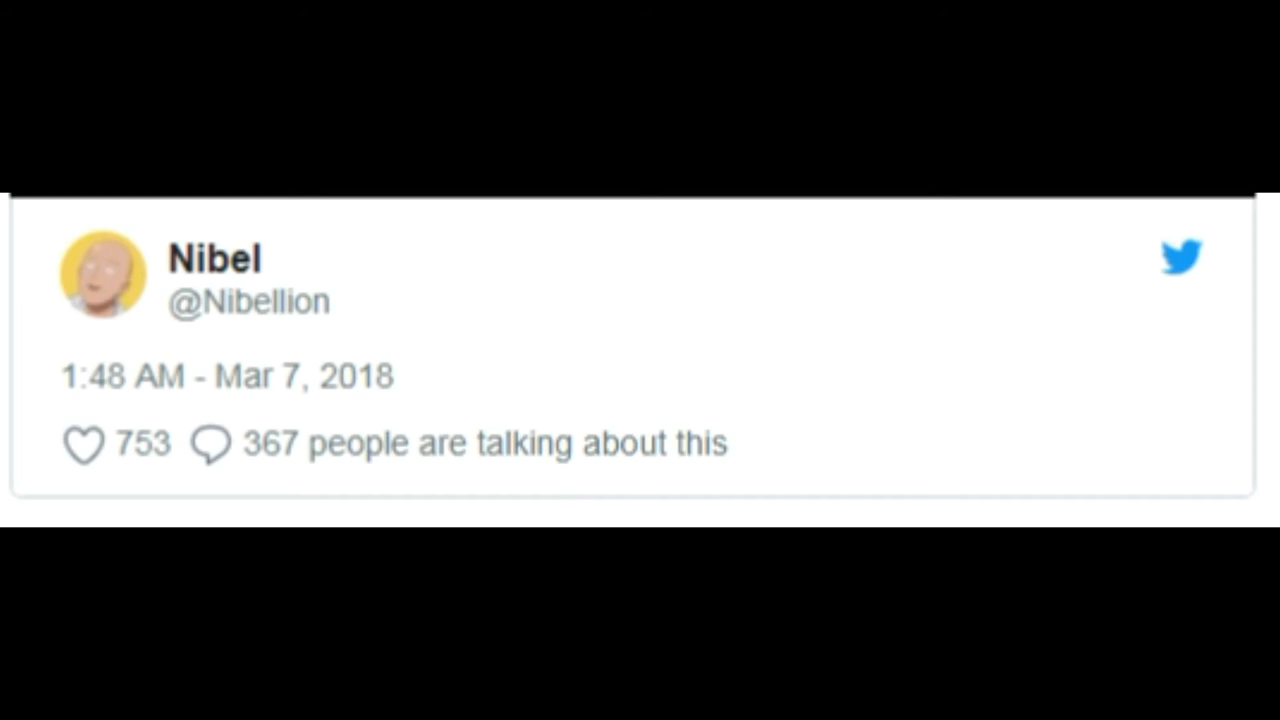 Nibel
@Nibellion
1:48 AM - Mar 7, 2018
753 367 people are talking about this